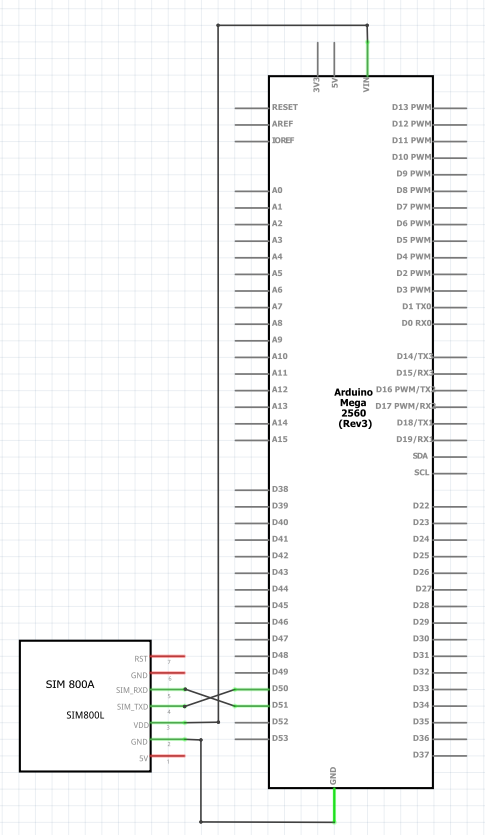 3V3 5V VIN
RESET D13 PWM
AREF D12 PWM
IOREF D11 PWM
D10 PWM
D9 PWM
A0 D8 PWM
A1 D7 PWM
A2 D6 PWM
A3 D5 PWM
A4 D4 PWM
A5 D2 PWM
A6 D3 PWM
A7 D1 TX0
A8 D0 RX0
A9
A10 D14/TX3
A11 D15/RX3
A12 D16 PWM/TX2
A13 D17 PWM/RX2
A14 D18/TX1
A15 D19/RX1
Arduino
Mega
2560
(Rev3)
SDA
SCL
D38
D39 D22
D40 D23
D41 D24
D42 D25
D43 D26
D44 D27
D45 D28
D46 D29
D47 D30
D48 D31
D49 D32
D50 D33
D51 D34
D52 D35
D53 D36
D37
GND
SIM 800A
SIM800L
RST 7
GND 6
SIM_RXD 5
SIM_TXD 4
VDD 3
GND 2
5V 1